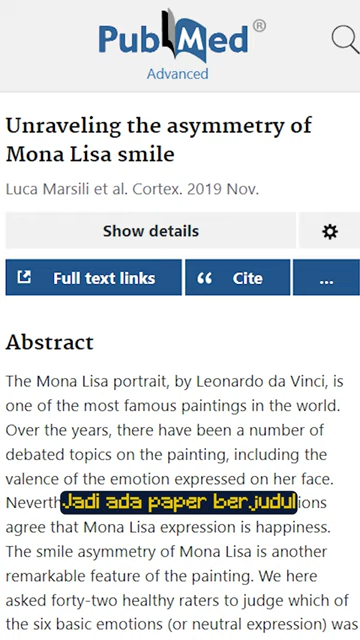 PubMed®
Advanced
Unraveling the asymmetry of
Mona Lisa smile
Luca Marsili et al. Cortex. 2019 Nov.
Show details
Full text links
Cite
...
Abstract
The Mona Lisa portrait, by Leonardo da Vinci, is
one of the most famous paintings in the world.
Over the years, there have been a number of
debated topics on the painting, including the
valence of the emotion expressed on her face.
Jadi ada paper berjudul
agree that Mona Lisa expression is happiness.
The smile asymmetry of Mona Lisa is another
remarkable feature of the painting. We here
asked forty-two healthy raters to judge which of
the six basic emotions (or neutral expression) was